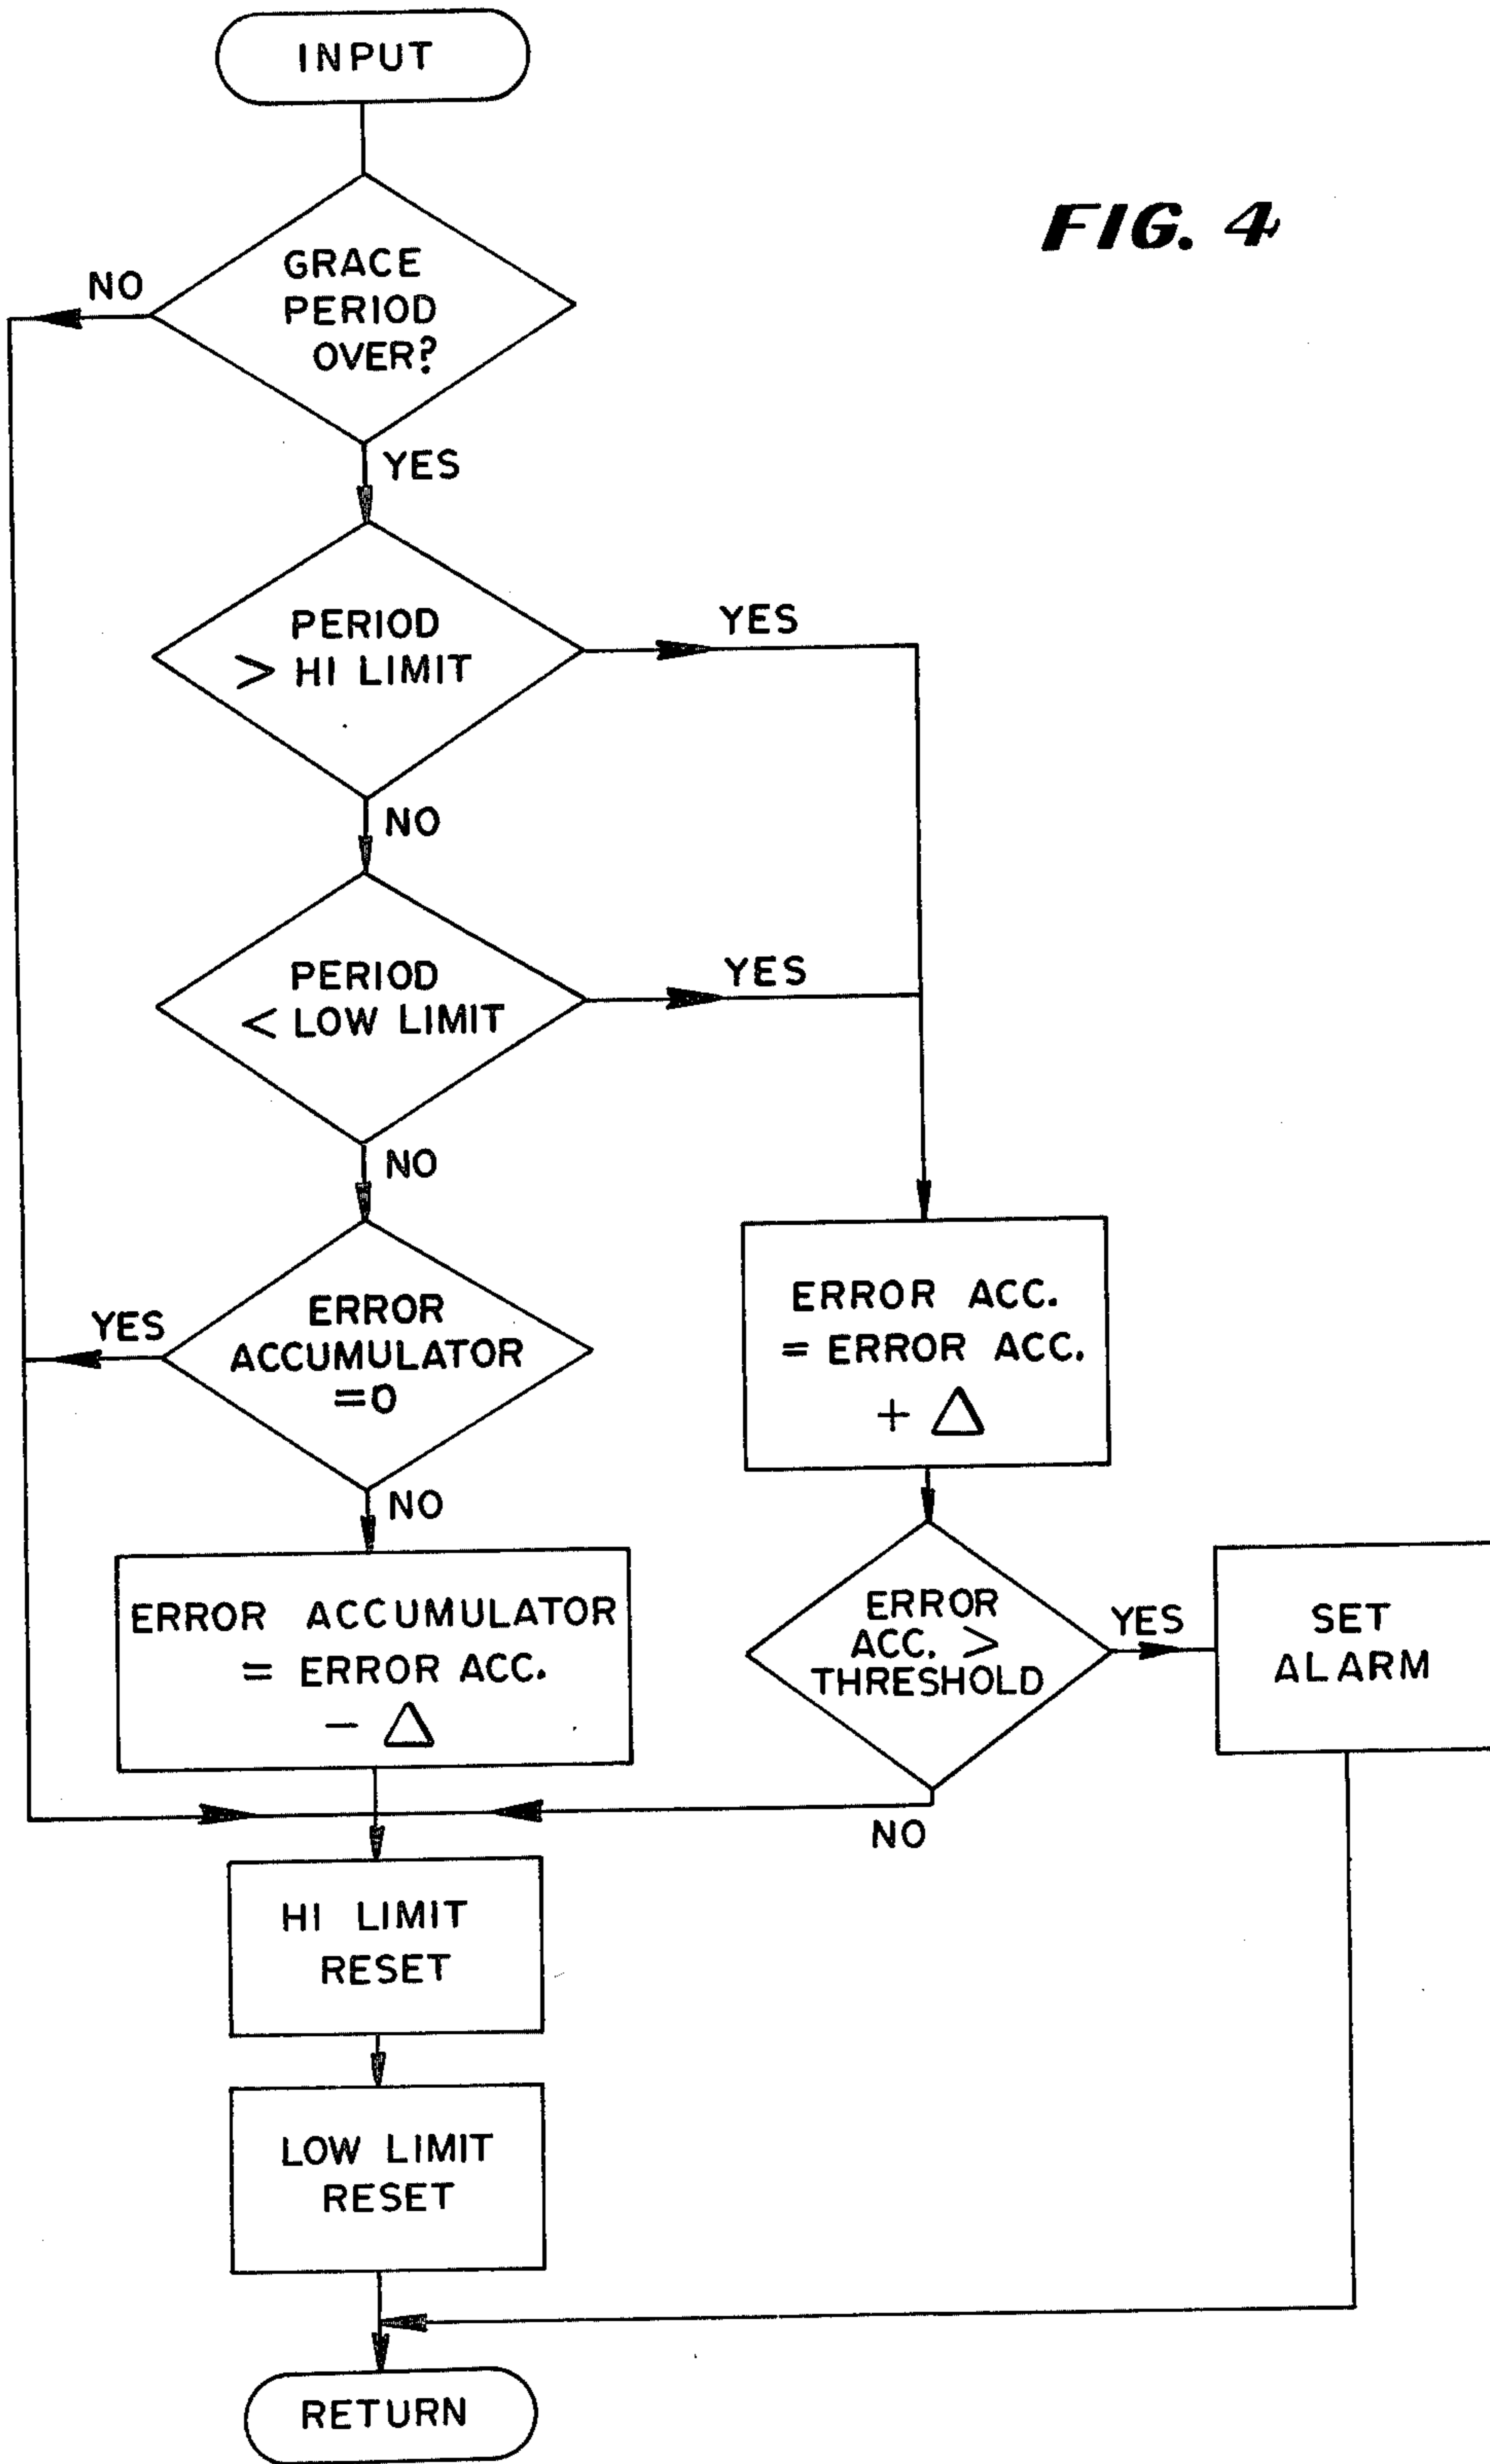 INPUT
FIG. 4
GRACE
PERIOD
OVER?
NO
YES
PERIOD
> HI LIMIT
YES
NO
PERIOD
< LOW LIMIT
YES
NO
ERROR
ACCUMULATOR
=0
YES
NO
ERROR ACC.
= ERROR ACC.
+ △
ERROR ACCUMULATOR
= ERROR ACC.
− △
ERROR
ACC. >
THRESHOLD
YES
NO
SET
ALARM
HI LIMIT
RESET
LOW LIMIT
RESET
RETURN